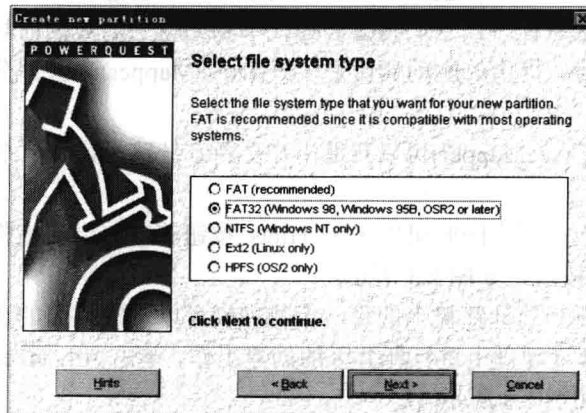 Create new partition
POWERQUEST
Select file system type
Select the file system type that you want for your new partition.
FAT is recommended since it is compatible with most operating
systems.
FAT (recommended)
FAT32 (Windows 98, Windows 95B, OSR2 or later)
NTFS (Windows NT only)
Ext2 (Linux only)
HPFS (OS/2 only)
Click Next to continue.
Hints
< Back
Next >
Cancel